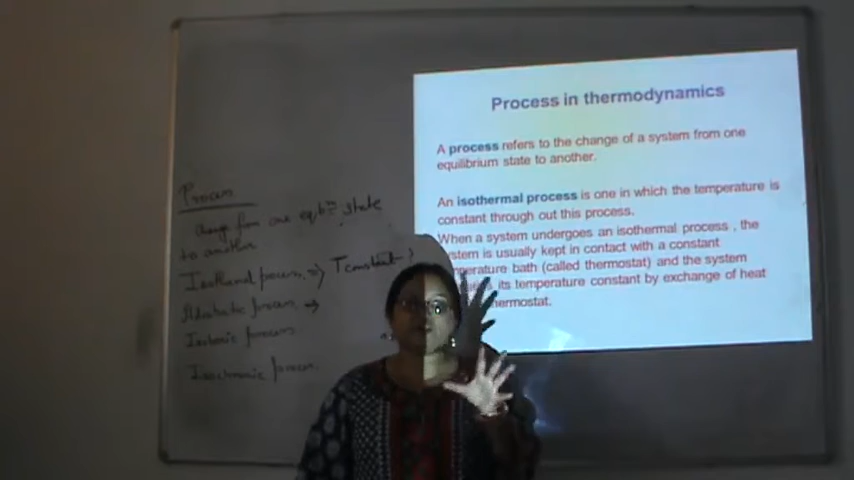 Process
change from one eqb? state
to another
Isothermal process => T constant
Adiabatic process =>
Isobaric process
Isochoric process.
Process in thermodynamics
A process refers to the change of a system from one
equilibrium state to another.
An isothermal process is one in which the temperature is
constant through out this process.
When a system undergoes an isothermal process , the
system is usually kept in contact with a constant
temperature bath (called thermostat) and the system
its temperature constant by exchange of heat
thermostat.